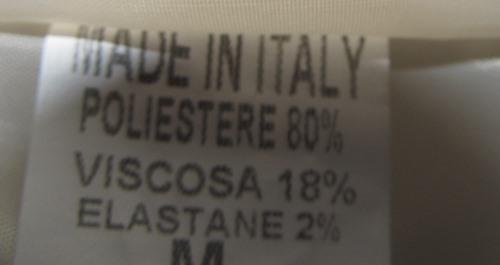 MADE IN ITALY
POLIESTERE 80%
VISCOSA 18%
ELASTANE 2%
M